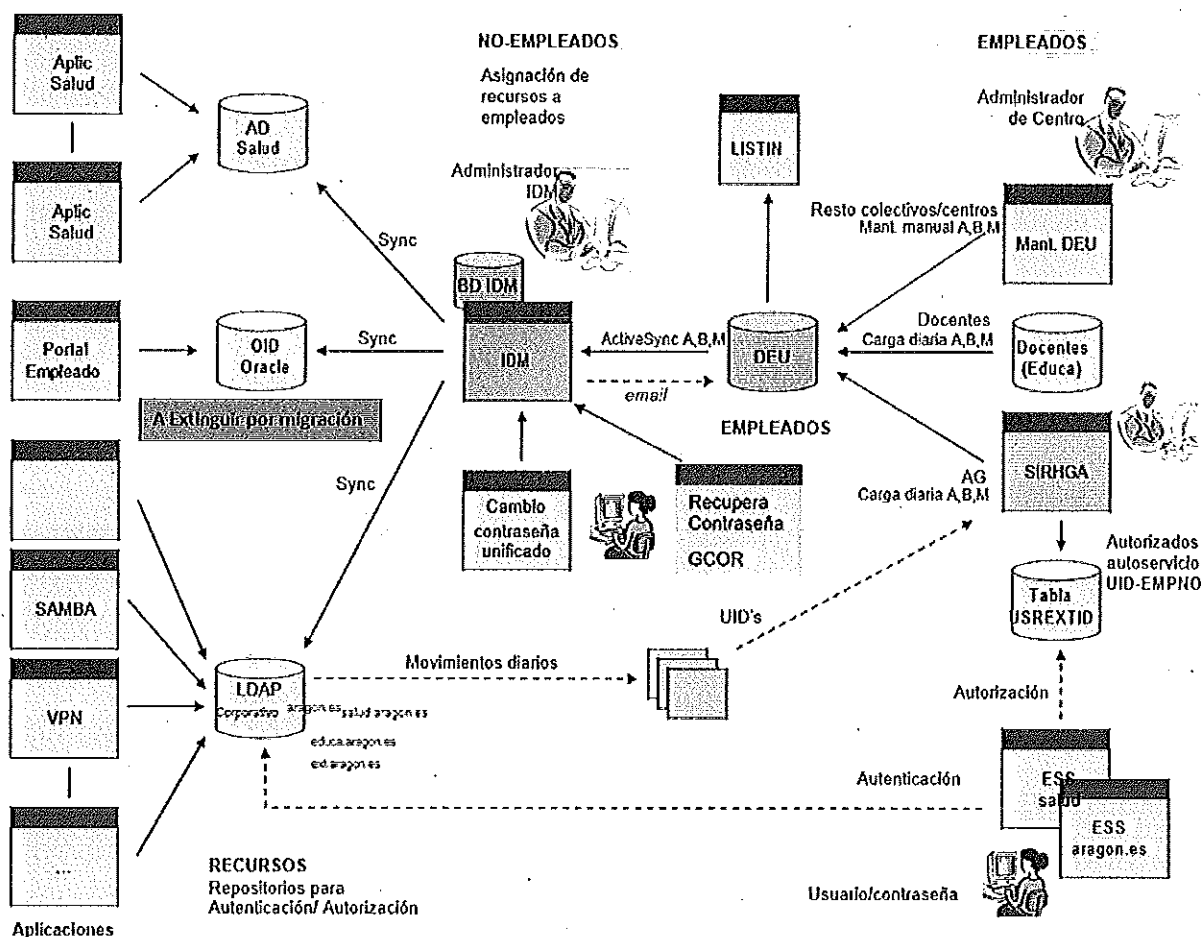 NO-EMPLEADOS
Asignación de
recursos a
empleados
EMPLEADOS
Administrador
de Centro
Aplic
Salud
AD
Salud
Aplic
Salud
LISTIN
Administrador
IDM
Resto colectivos/centros
Mant. manual A,B,M
Mant. DEU
Sync
BD IDM
IDM
Portal
Empleado
OID
Oracle
Sync
ActiveSync A,B,M
email
DEU
EMPLEADOS
Docentes
Carga diaria A,B,M
Docentes
(Educa)
A Extinguir por migración
SIRHGA
AG
Carga diaria A,B,M
Sync
Cambio
contraseña
unificado
Recupera
Contraseña
GCOR
Autorizados
autoservicio
UID-EMPNO
Tabla
USREXTID
SAMBA
UID's
Movimientos diarios
LDAP
Corporativo
aragon.es
salud.aragon.es
educa.aragon.es
ext.aragon.es
VPN
Autorización
Autenticación
ESS
salud
ESS
aragon.es
...
RECURSOS
Repositorios para
Autenticación/ Autorización
Usuario/contraseña
Aplicaciones